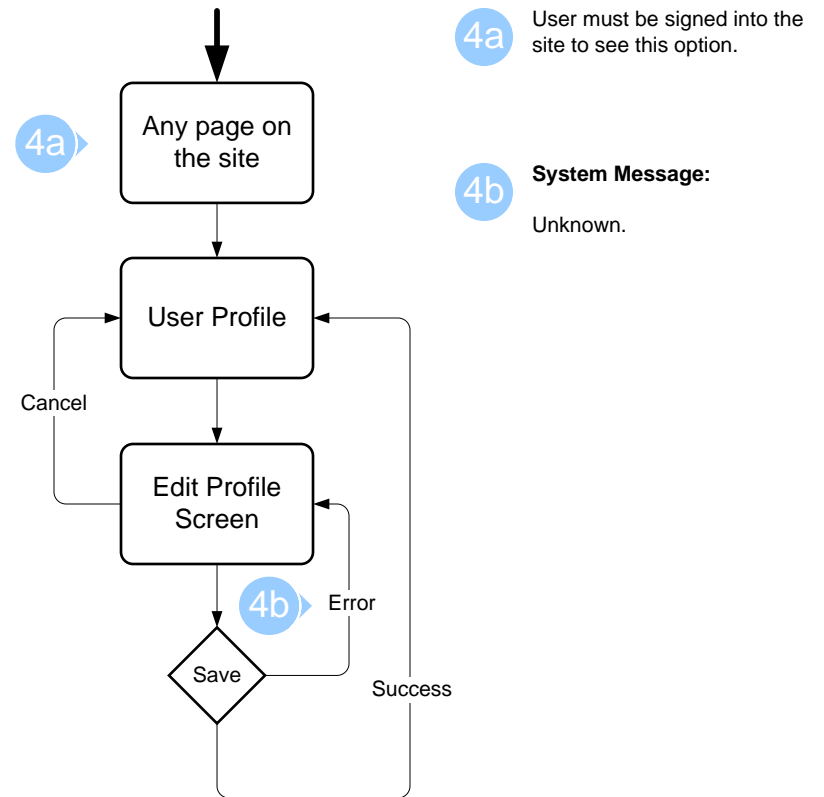 4a
User must be signed into the
site to see this option.
4a
Any page on
the site
4b
System Message:
Unknown.
User Profile
Cancel
Edit Profile
Screen
4b
Error
Save
Success